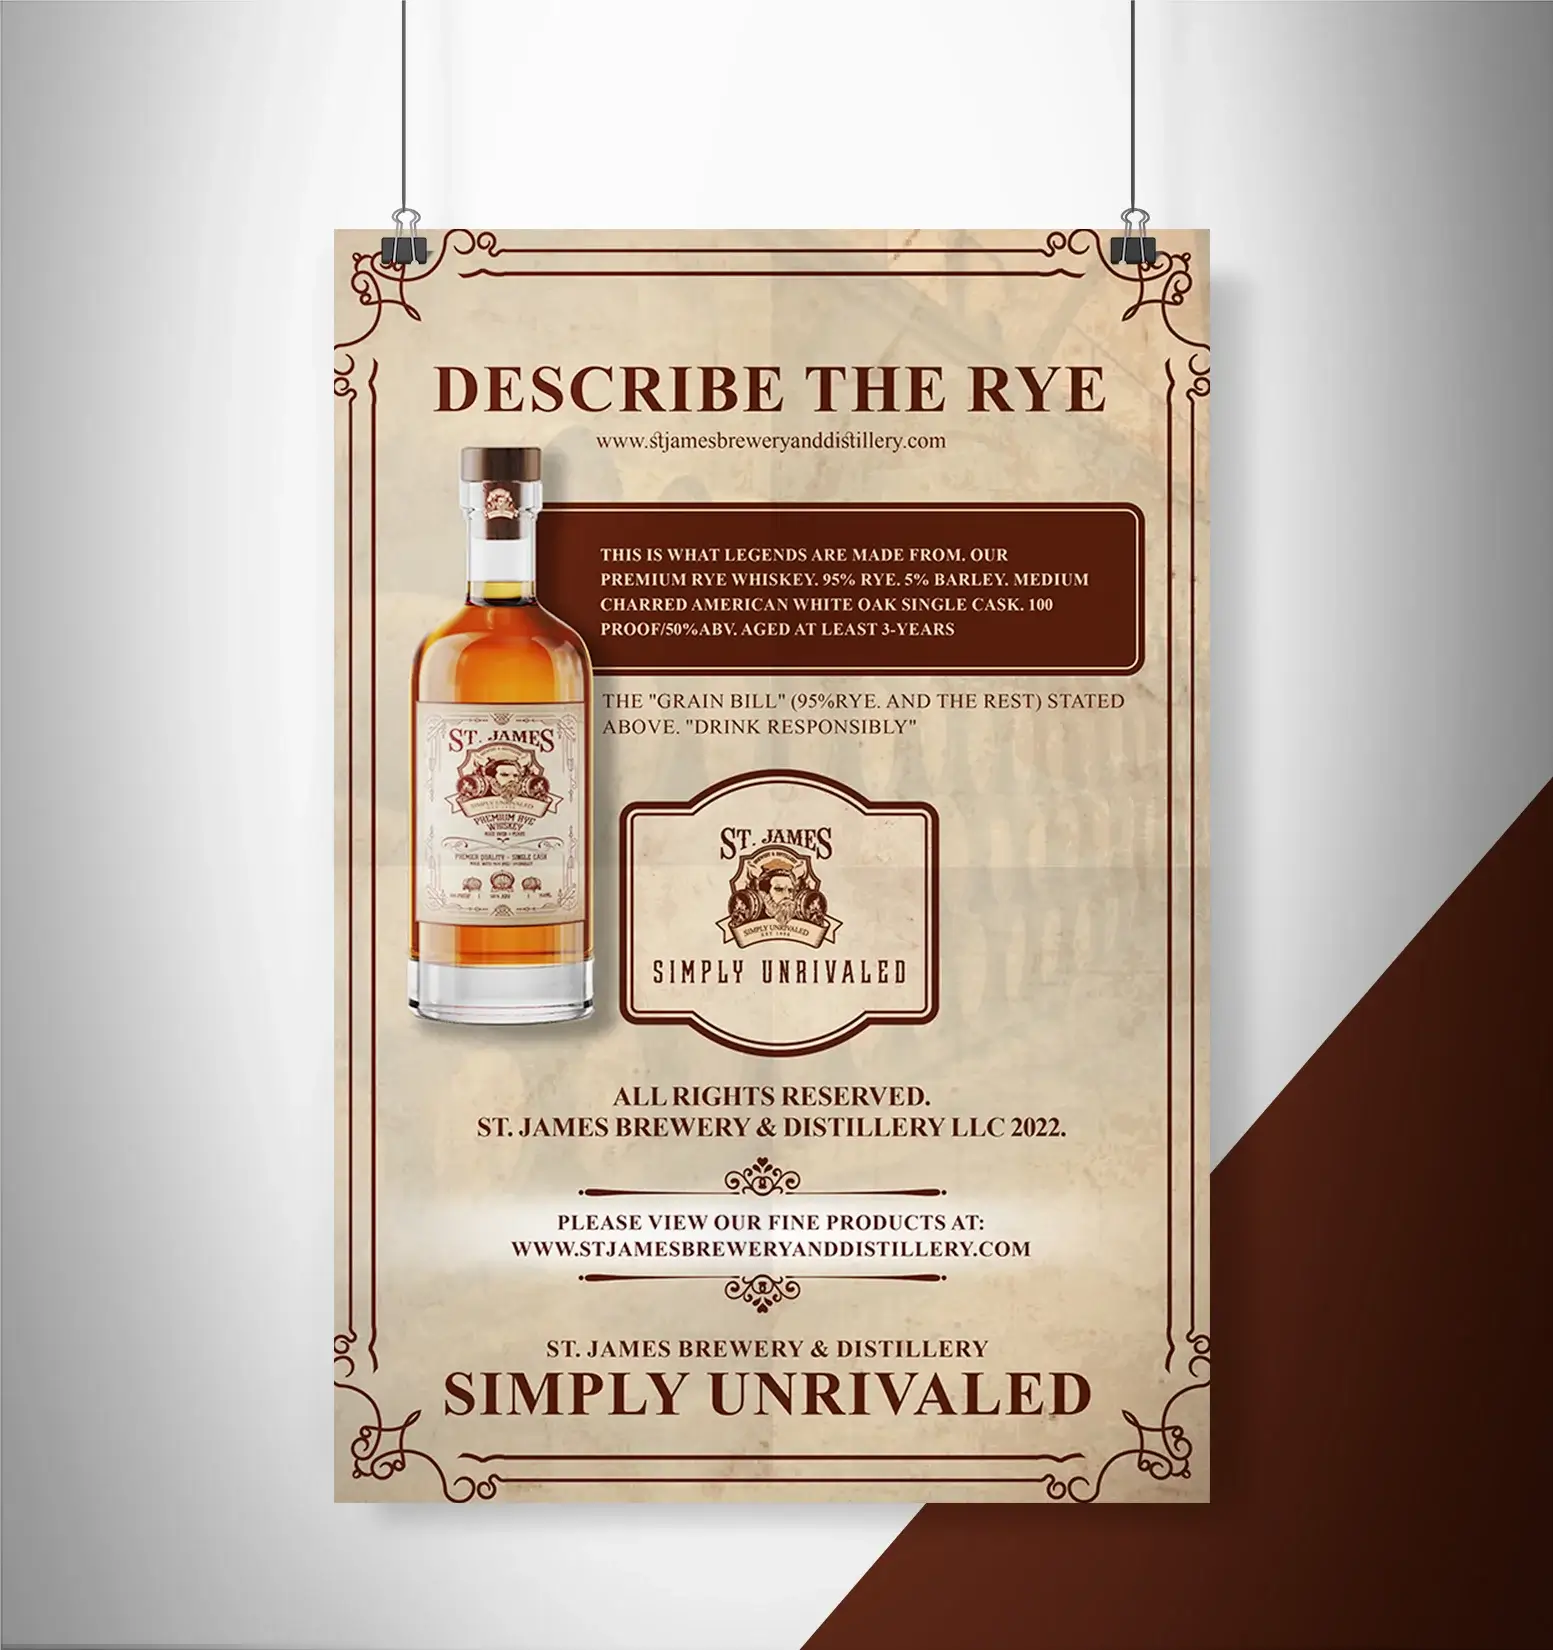 DESCRIBE THE RYE
www.stjamesbreweryanddistillery.com
THIS IS WHAT LEGENDS ARE MADE FROM. OUR
PREMIUM RYE WHISKEY. 95% RYE. 5% BARLEY. MEDIUM
CHARRED AMERICAN WHITE OAK SINGLE CASK. 100
PROOF/50%ABV. AGED AT LEAST 3-YEARS
THE "GRAIN BILL" (95%RYE. AND THE REST) STATED
ABOVE. "DRINK RESPONSIBLY"
ST. JAMES
SIMPLY UNRIVALED
PREMIUM RYE
WHISKEY
PREMIER QUALITY - SINGLE CASK
ST. JAMES
BREWERY & DISTILLERY
SIMPLY UNRIVALED
SIMPLY UNRIVALED
ALL RIGHTS RESERVED.
ST. JAMES BREWERY & DISTILLERY LLC 2022.
PLEASE VIEW OUR FINE PRODUCTS AT:
WWW.STJAMESBREWERYANDDISTILLERY.COM
ST. JAMES BREWERY & DISTILLERY
SIMPLY UNRIVALED